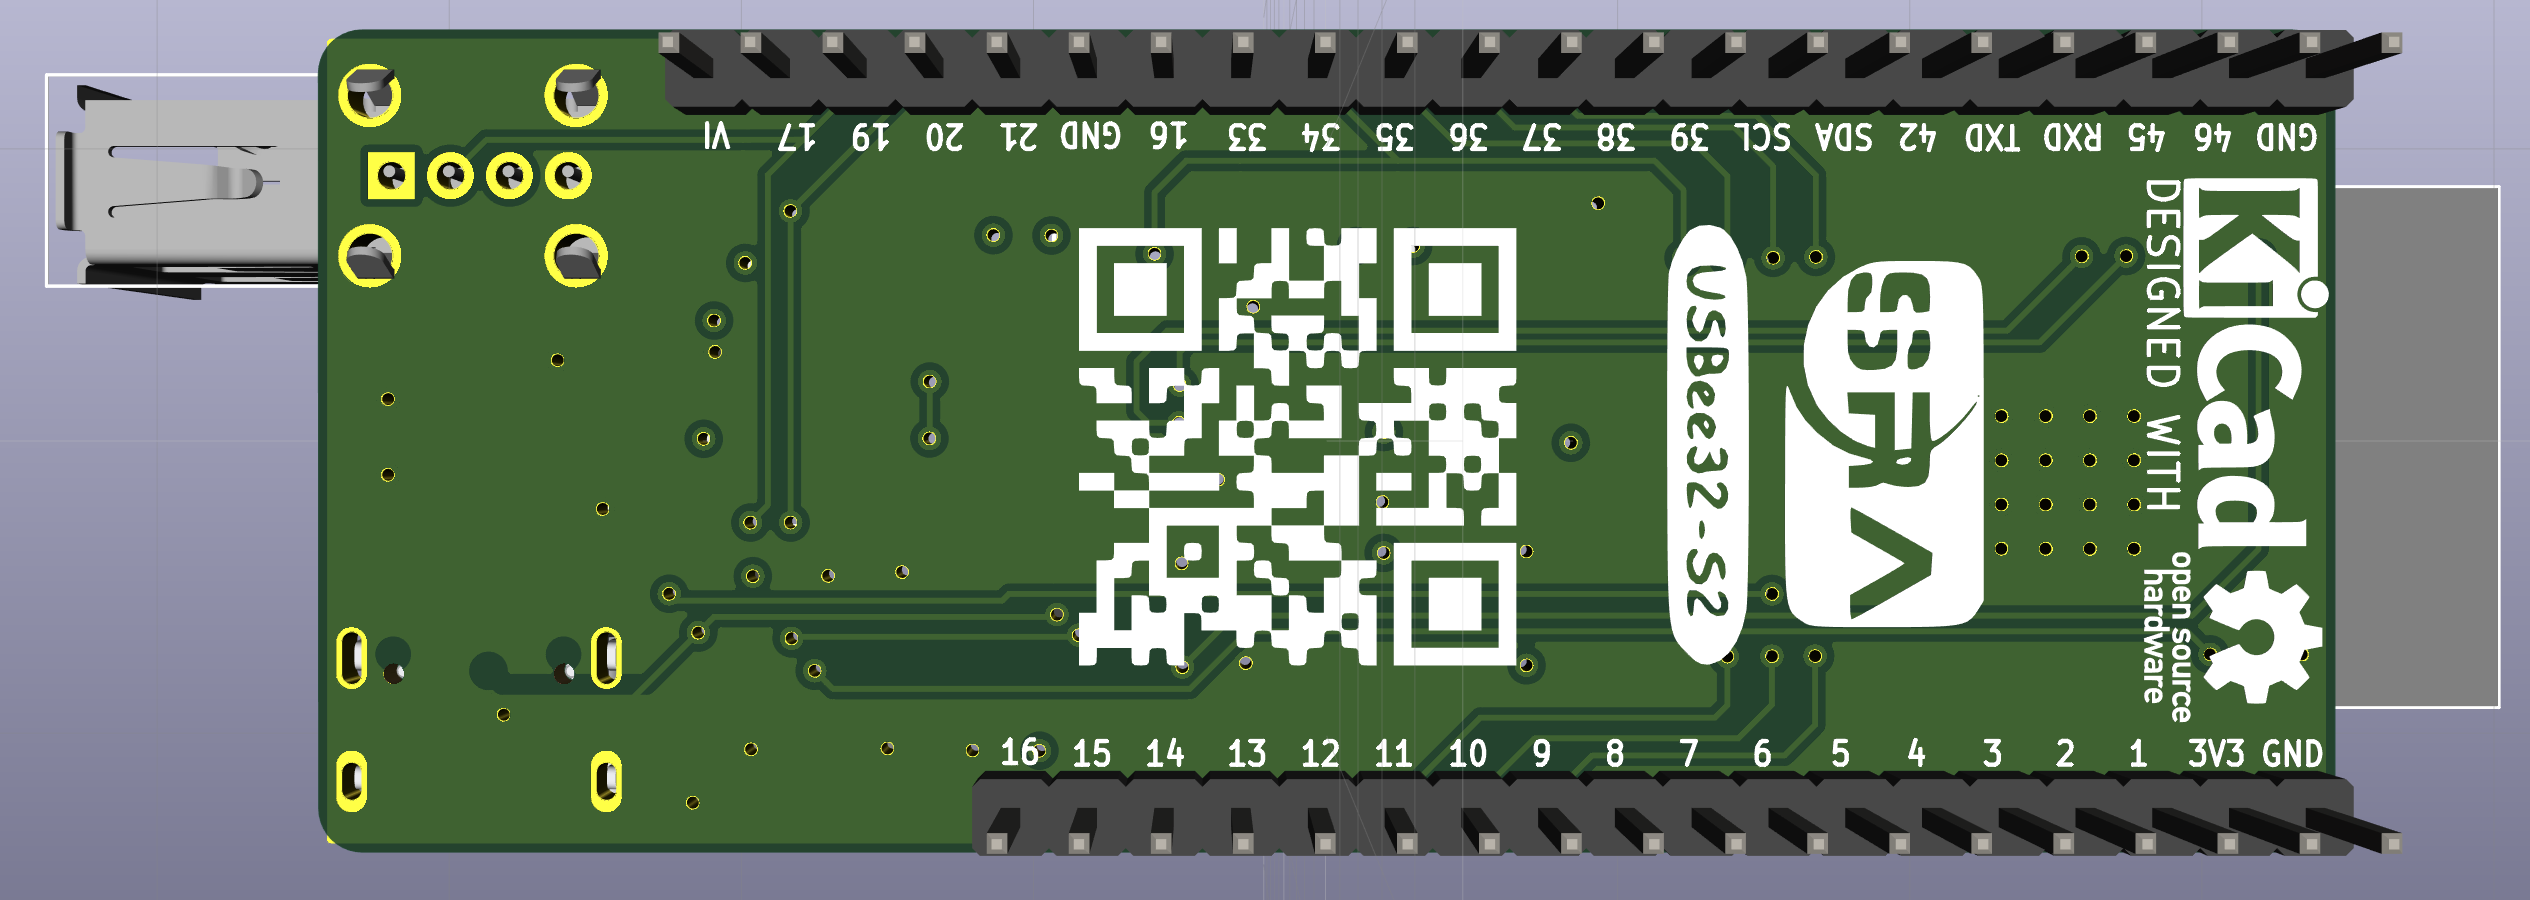 VI 17 19 20 21 GND 16 33 34 35 36 37 38 39 SCL SDA 42 TXD RXD 45 46 GND
USBee32-S2
SRA
DESIGNED WITH
KiCad
open source
hardware
16 15 14 13 12 11 10 9 8 7 6 5 4 3 2 1 3V3 GND